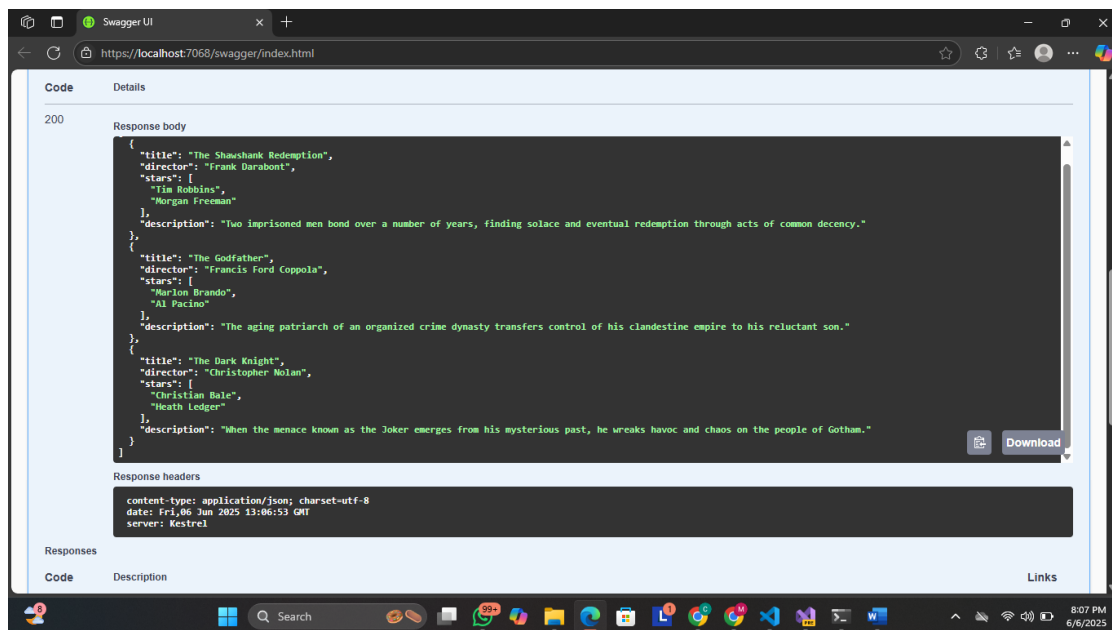 Swagger UI
https://localhost:7068/swagger/index.html
Code Details
200
Response body
{
"title": "The Shawshank Redemption",
"director": "Frank Darabont",
"stars": [
"Tim Robbins",
"Morgan Freeman"
],
"description": "Two imprisoned men bond over a number of years, finding solace and eventual redemption through acts of common decency."
},
{
"title": "The Godfather",
"director": "Francis Ford Coppola",
"stars": [
"Marlon Brando",
"Al Pacino"
],
"description": "The aging patriarch of an organized crime dynasty transfers control of his clandestine empire to his reluctant son."
},
{
"title": "The Dark Knight",
"director": "Christopher Nolan",
"stars": [
"Christian Bale",
"Heath Ledger"
],
"description": "When the menace known as the Joker emerges from his mysterious past, he wreaks havoc and chaos on the people of Gotham."
}
]
Download
Response headers
content-type: application/json; charset=utf-8
date: Fri,06 Jun 2025 13:06:53 GMT
server: Kestrel
Responses
Code Description Links
8
Search
99+
L
1
C
M
PRE
W
8:07 PM
6/6/2025